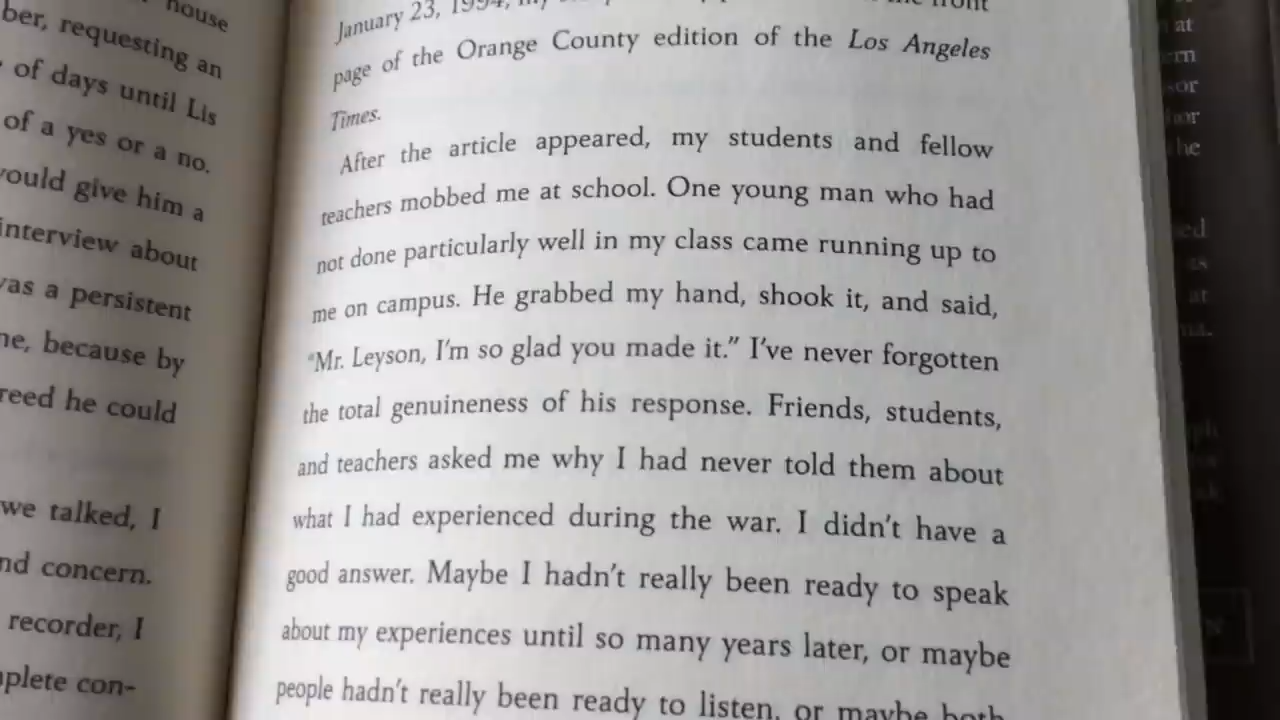 house
ber, requesting an
of days until Lis
of a yes or a no.
would give him a
interview about
was a persistent
me, because by
reed he could
we talked, I
nd concern.
recorder, I
plete con-
January 23, 1994, my
page of the Orange County edition of the Los Angeles
Times.
After the article appeared, my students and fellow
teachers mobbed me at school. One young man who had
not done particularly well in my class came running up to
me on campus. He grabbed my hand, shook it, and said,
"Mr. Leyson, I'm so glad you made it." I've never forgotten
the total genuineness of his response. Friends, students,
and teachers asked me why I had never told them about
what I had experienced during the war. I didn't have a
good answer. Maybe I hadn't really been ready to speak
about my experiences until so many years later, or maybe
people hadn't really been ready to listen, or maybe both
at